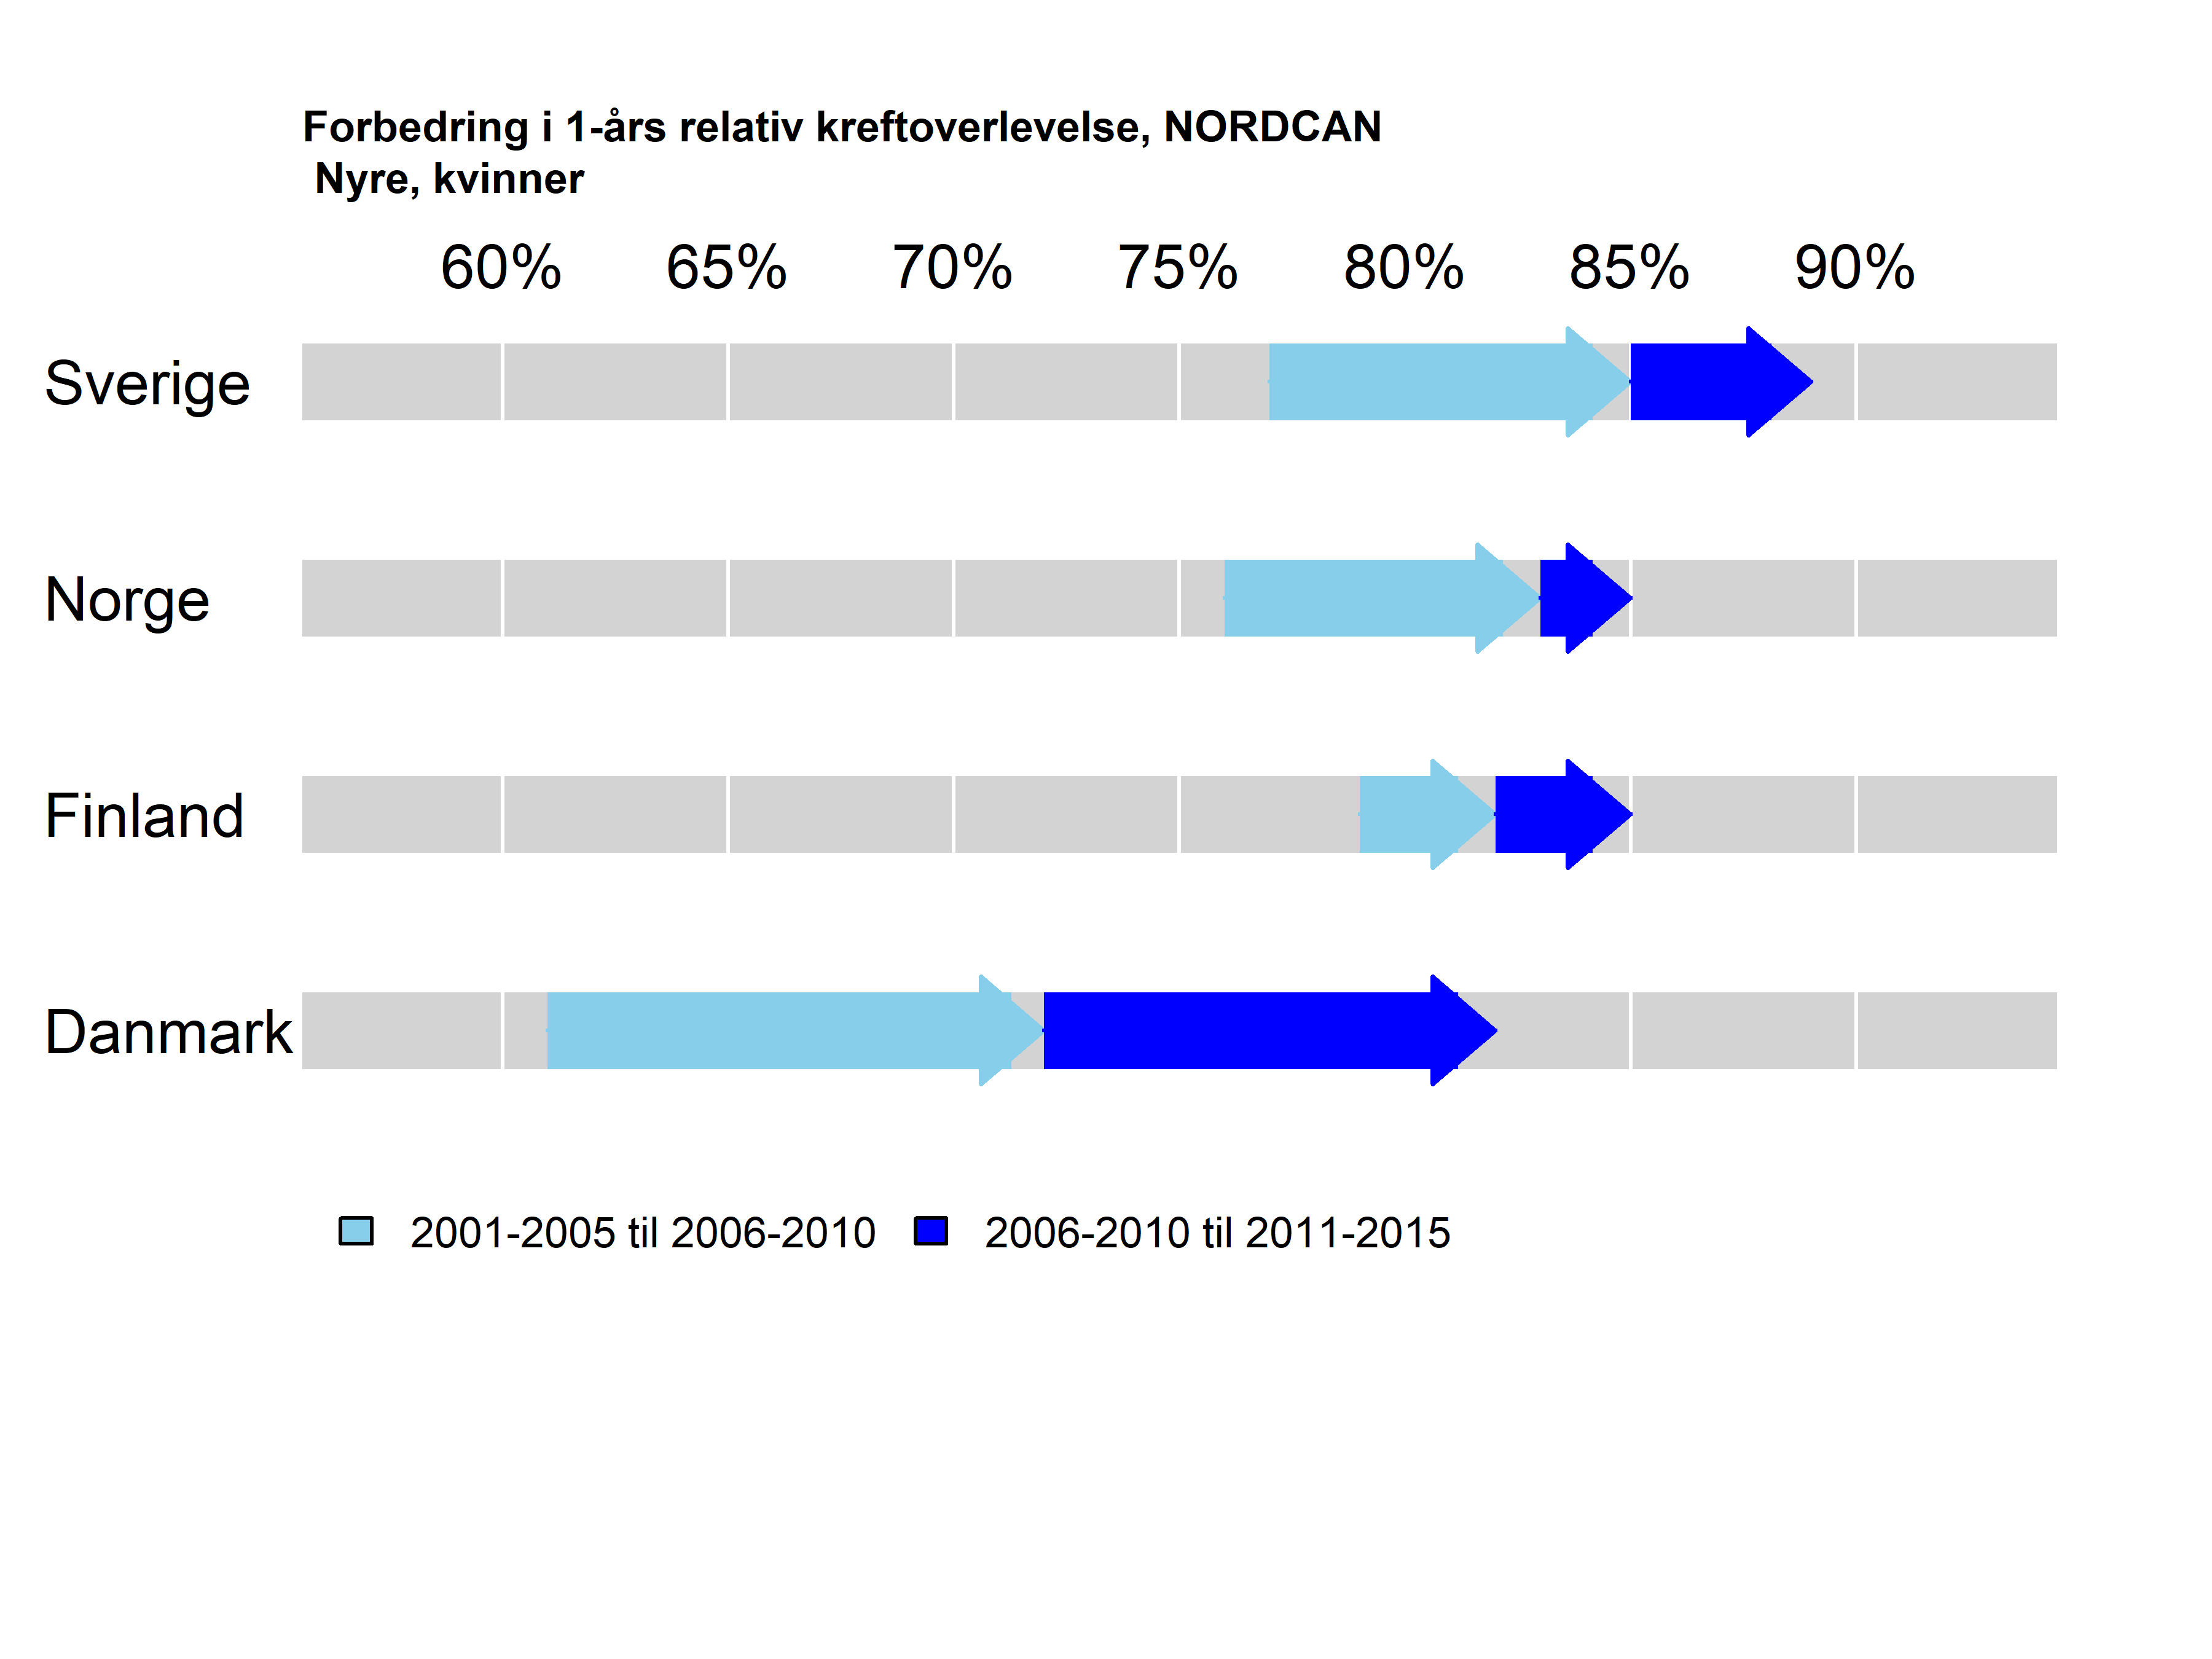 Forbedring i 1-års relativ kreftoverlevelse, NORDCAN
Nyre, kvinner
60% 65% 70% 75% 80% 85% 90%
Sverige
Norge
Finland
Danmark
2001-2005 til 2006-2010 2006-2010 til 2011-2015